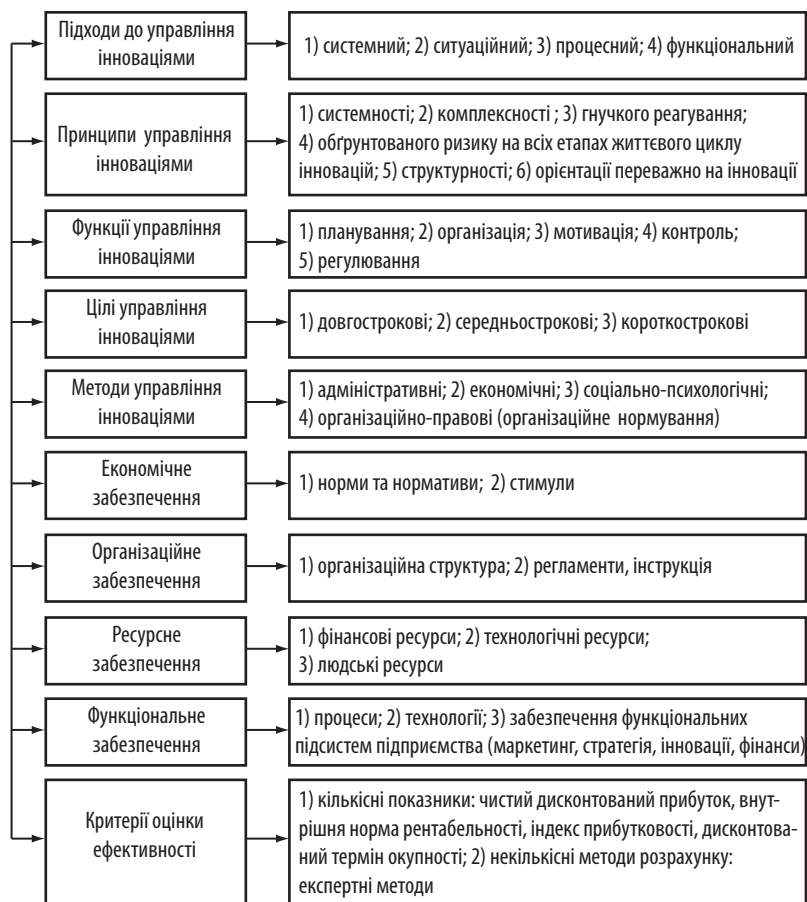 Підходи до управління
інноваціями
1) системний; 2) ситуаційний; 3) процесний; 4) функціональний
Принципи управління
інноваціями
1) системності; 2) комплексності ; 3) гнучкого реагування;
4) обґрунтованого ризику на всіх етапах життєвого циклу
інновацій; 5) структурності; 6) орієнтації переважно на інновації
Функції управління
інноваціями
1) планування; 2) організація; 3) мотивація; 4) контроль;
5) регулювання
Цілі управління
інноваціями
1) довгострокові; 2) середньострокові; 3) короткострокові
Методи управління
інноваціями
1) адміністративні; 2) економічні; 3) соціально-психологічні;
4) організаційно-правові (організаційне нормування)
Економічне
забезпечення
1) норми та нормативи; 2) стимули
Організаційне
забезпечення
1) організаційна структура; 2) регламенти, інструкція
Ресурсне
забезпечення
1) фінансові ресурси; 2) технологічні ресурси;
3) людські ресурси
Функціональне
забезпечення
1) процеси; 2) технології; 3) забезпечення функціональних
підсистем підприємства (маркетинг, стратегія, інновації, фінанси)
Критерії оцінки
ефективності
1) кількісні показники: чистий дисконтований прибуток, внут-
рішня норма рентабельності, індекс прибутковості, дисконтова-
ний термін окупності; 2) некількісні методи розрахунку:
експертні методи